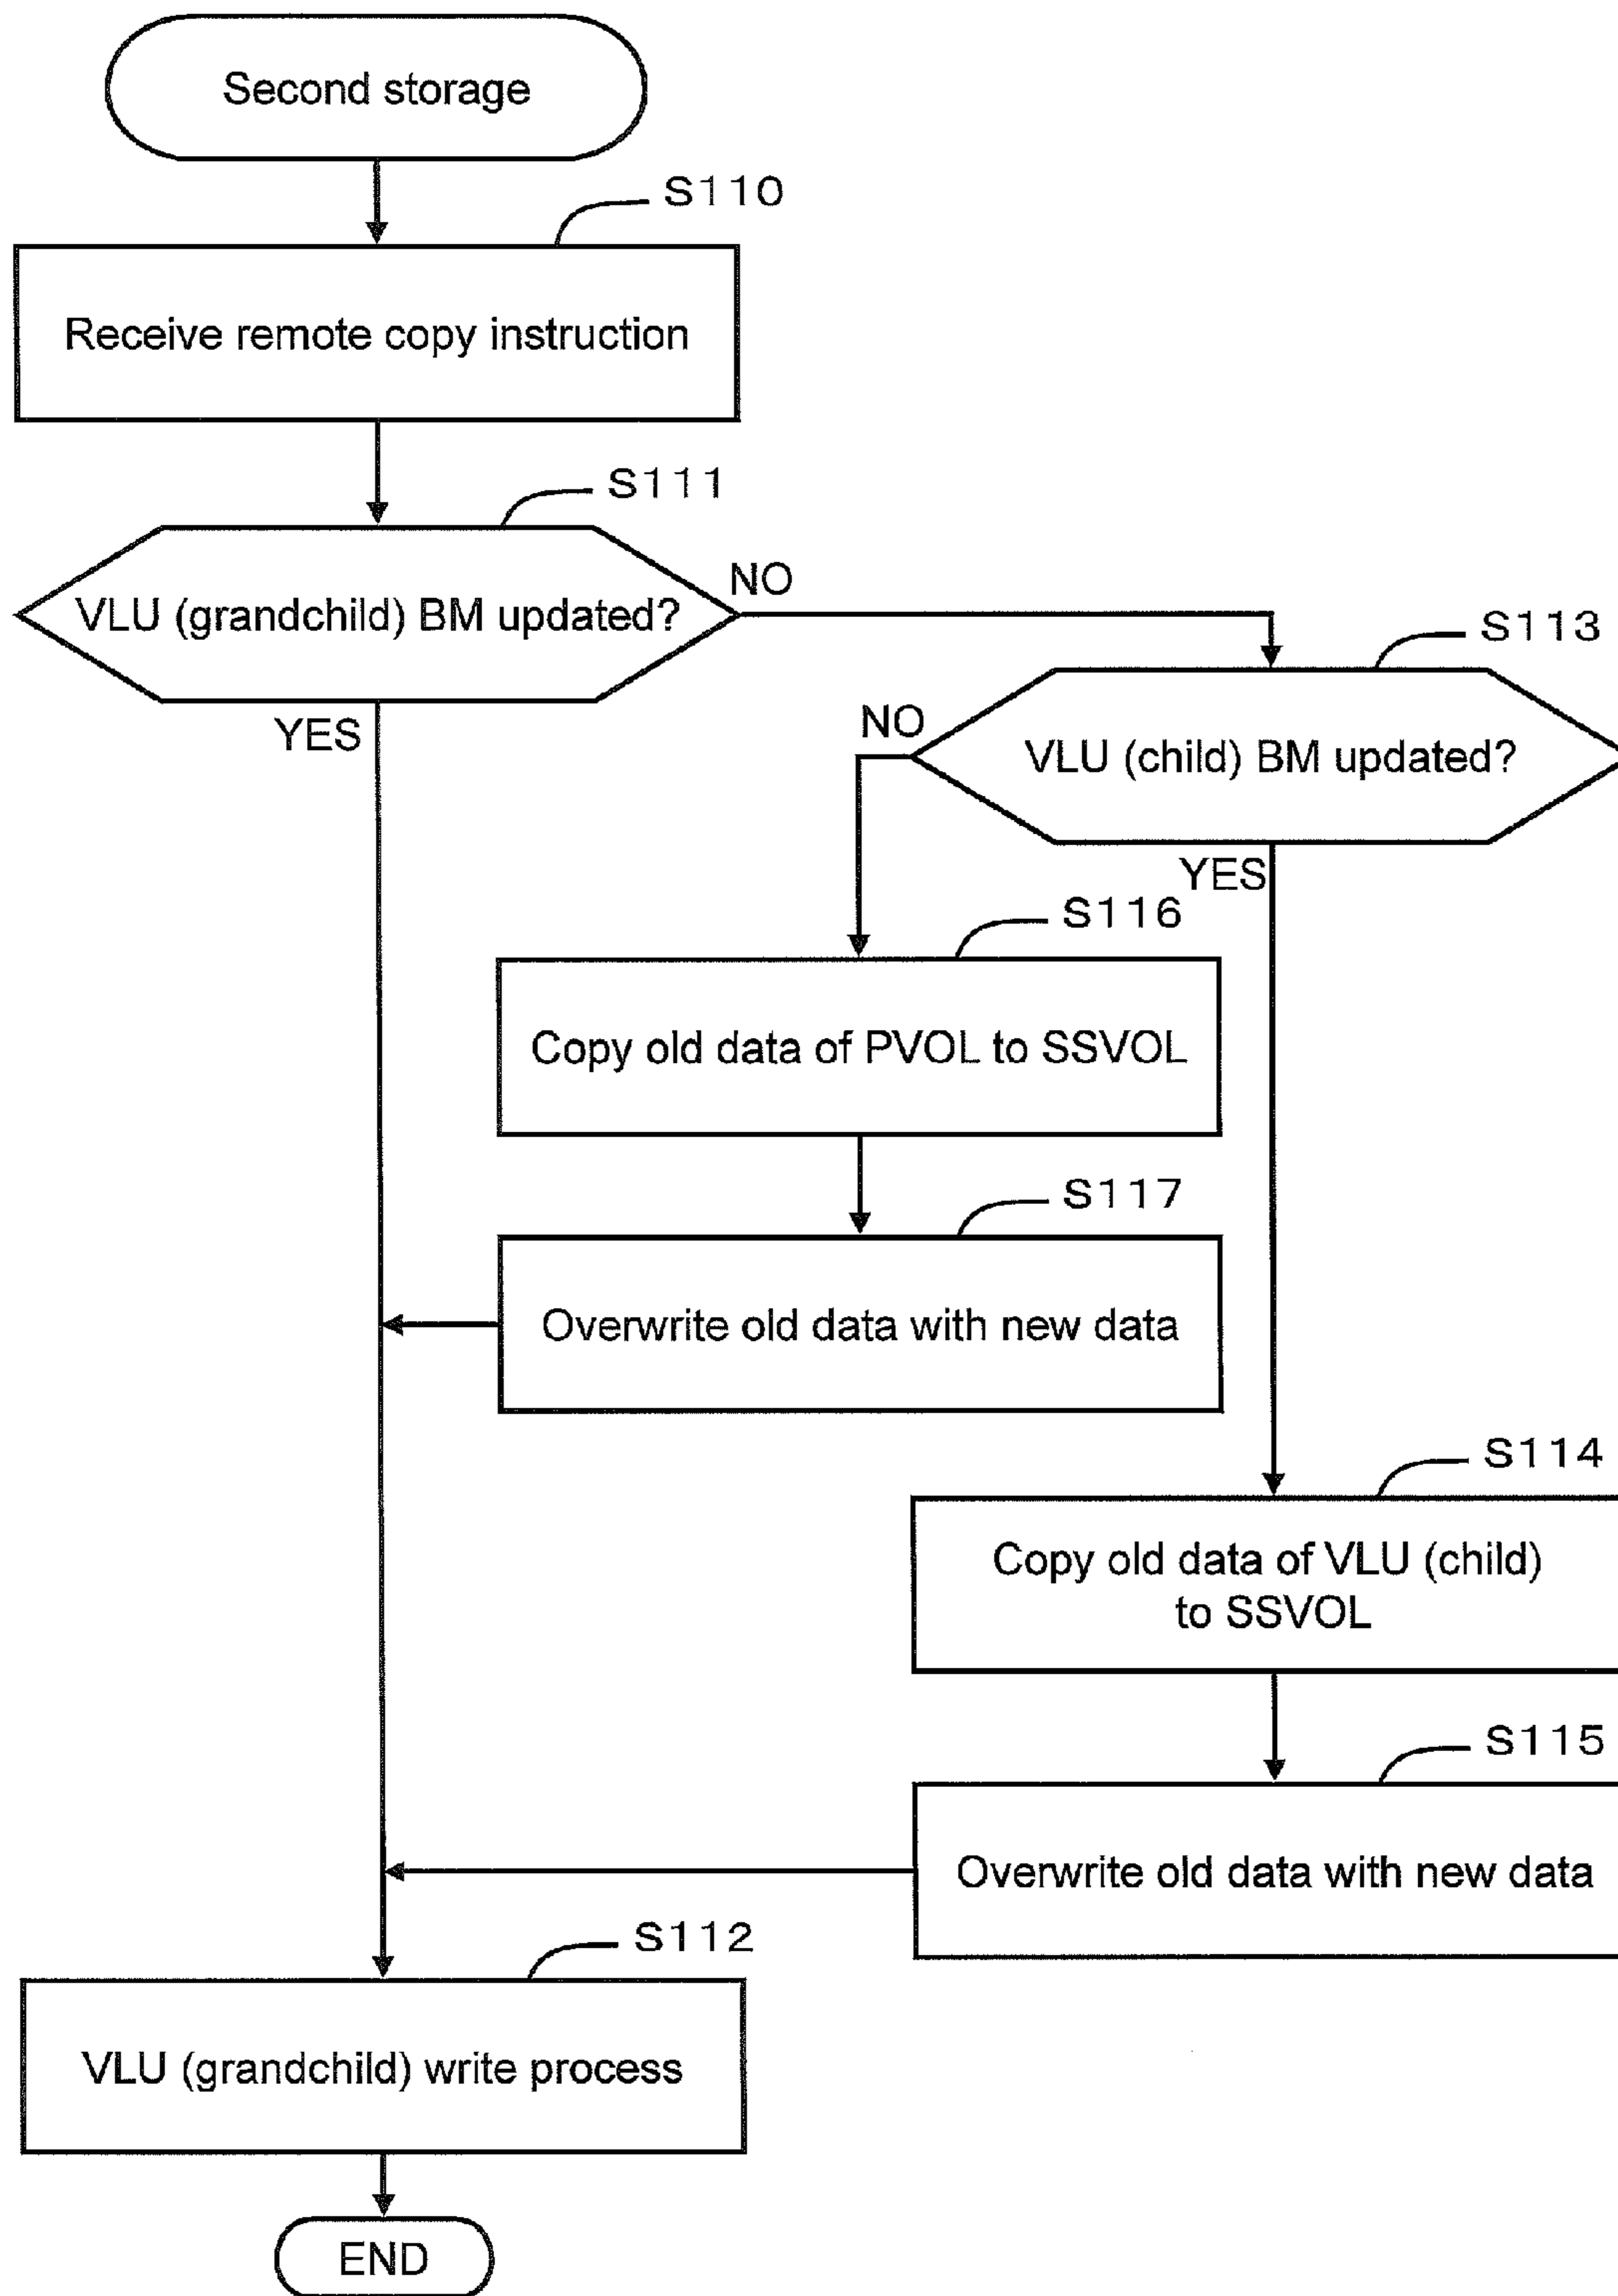 Second storage
S110
Receive remote copy instruction
S111
VLU (grandchild) BM updated?
NO
YES
S113
VLU (child) BM updated?
NO
YES
S116
Copy old data of PVOL to SSVOL
S117
Overwrite old data with new data
S114
Copy old data of VLU (child)
to SSVOL
S115
Overwrite old data with new data
S112
VLU (grandchild) write process
END